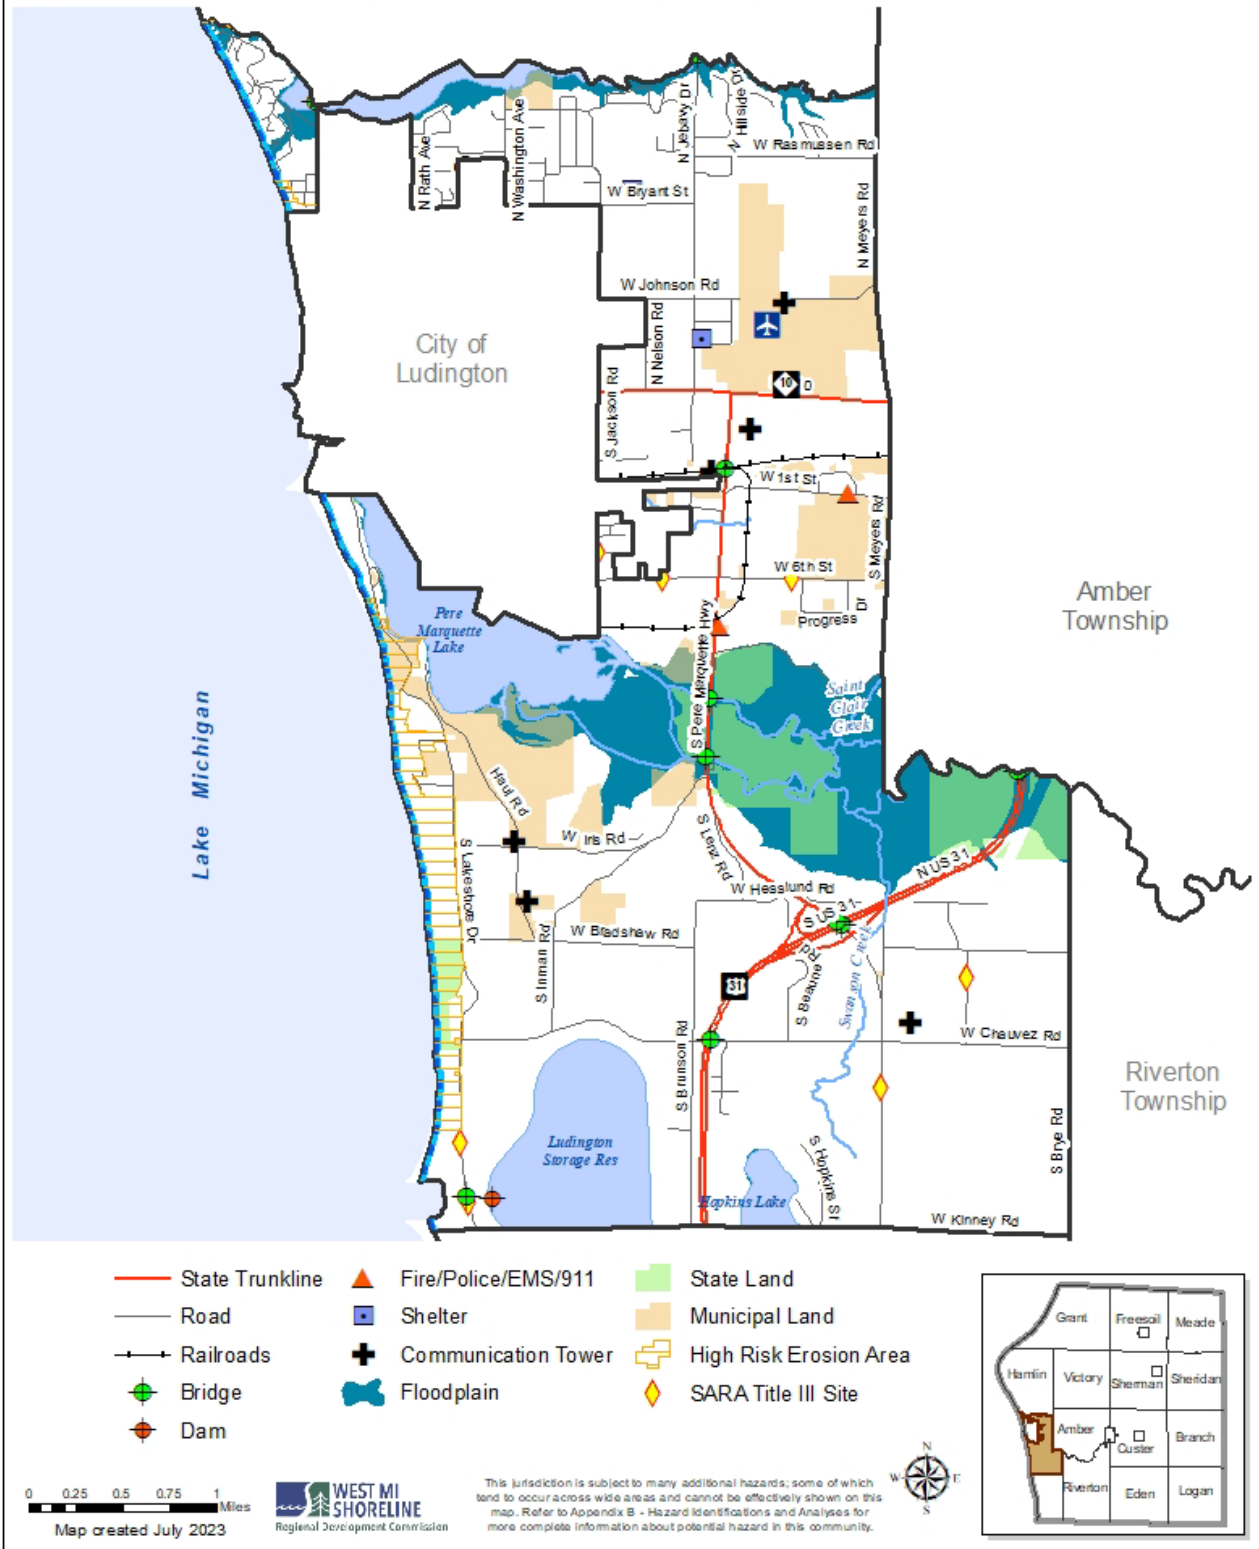 N Jebavy Dr
N Hillside Dr
N Rath Ave
N Washington Ave
W Rasmussen Rd
W Bryant St
N Meyers Rd
W Johnson Rd
N Nelson Rd
City of
Ludington
S Jackson Rd
10
0
W 1st St
S Meyers Rd
W 6th St
Progress Dr
Amber
Township
Pere
Marquette
Lake
S Pere Marquette Hwy
Saint
Clair
Creek
Lake Michigan
Haul Rd
W Iris Rd
S Lenz Rd
N US 31
S Lakeshore Dr
W Hesslund Rd
S US 31
W Bradshaw Rd
S Inman Rd
S Beaune Rd
Swanson Creek
31
W Chauvez Rd
S Brunson Rd
Riverton
Township
Ludington
Storage Res
S Hopkins St
S Brye Rd
Hopkins Lake
W Kinney Rd
State Trunkline
Fire/Police/EMS/911
State Land
Road
Shelter
Municipal Land
Railroads
Communication Tower
High Risk Erosion Area
Bridge
Floodplain
SARA Title III Site
Dam
Grant
Freesoil
Meade
Hamlin
Victory
Sherman
Sheridan
Amber
Custer
Branch
Riverton
Eden
Logan
0 0.25 0.5 0.75 1
Miles
Map created July 2023
WEST MI
SHORELINE
Regional Development Commission
This jurisdiction is subject to many additional hazards; some of which
tend to occur across wide areas and cannot be effectively shown on this
map. Refer to Appendix B - Hazard Identifications and Analyses for
more complete information about potential hazard in this community.
N
W
E
S